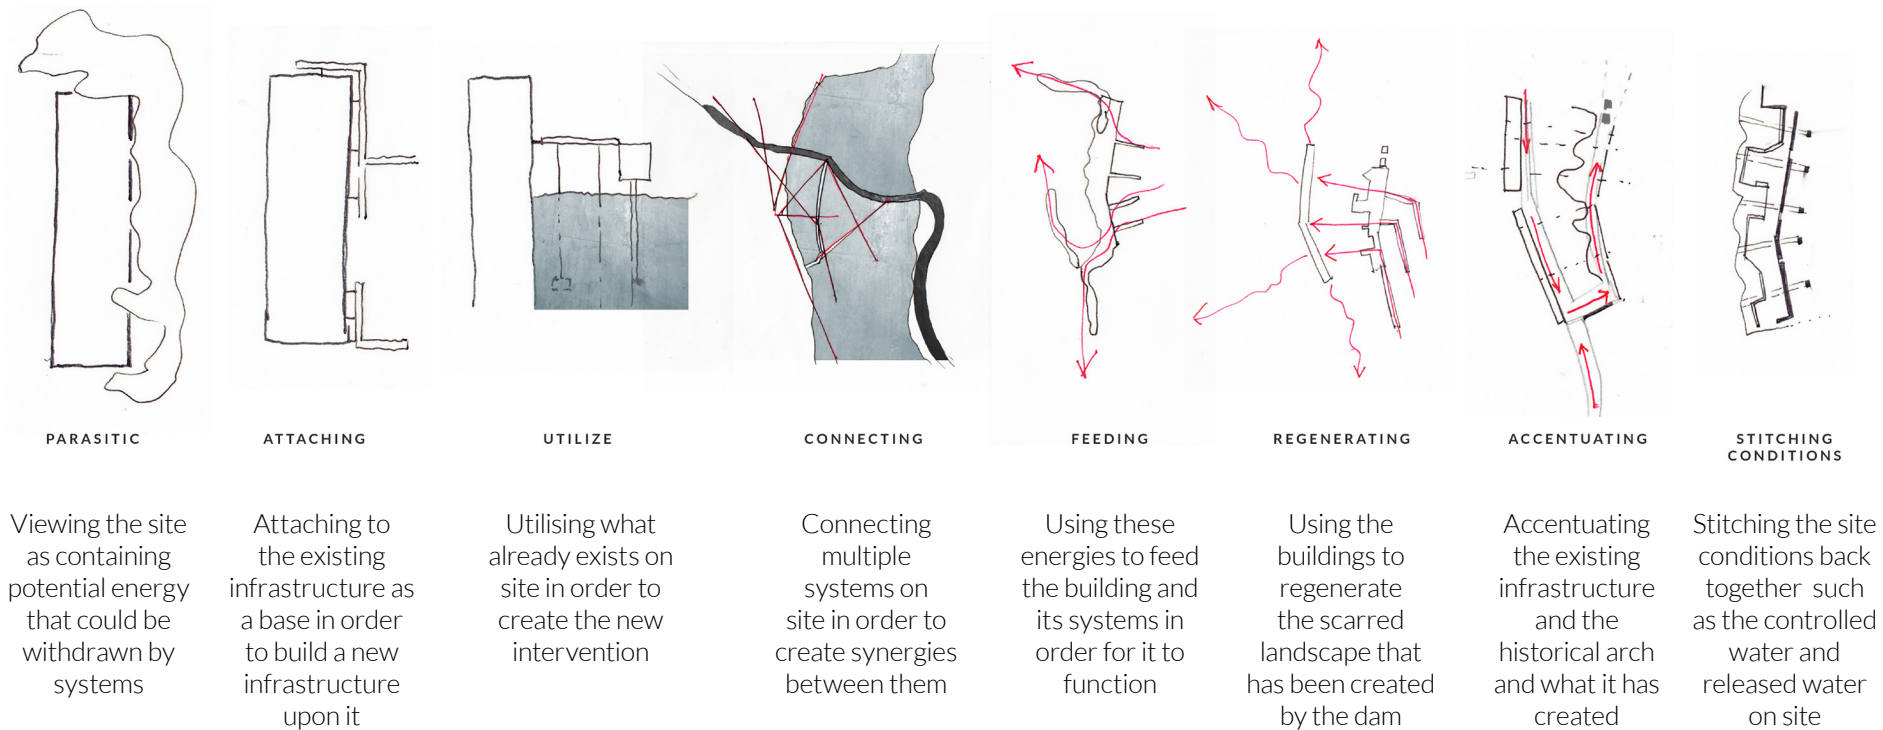 PARASITIC
Viewing the site
as containing
potential energy
that could be
withdrawn by
systems
ATTACHING
Attaching to
the existing
infrastructure as
a base in order
to build a new
infrastructure
upon it
UTILIZE
Utilising what
already exists on
site in order to
create the new
intervention
CONNECTING
Connecting
multiple
systems on
site in order to
create synergies
between them
FEEDING
Using these
energies to feed
the building and
its systems in
order for it to
function
REGENERATING
Using the
buildings to
regenerate
the scarred
landscape that
has been created
by the dam
ACCENTUATING
Accentuating
the existing
infrastructure
and the
historical arch
and what it has
created
STITCHING
CONDITIONS
Stitching the site
conditions back
together such
as the controlled
water and
released water
on site